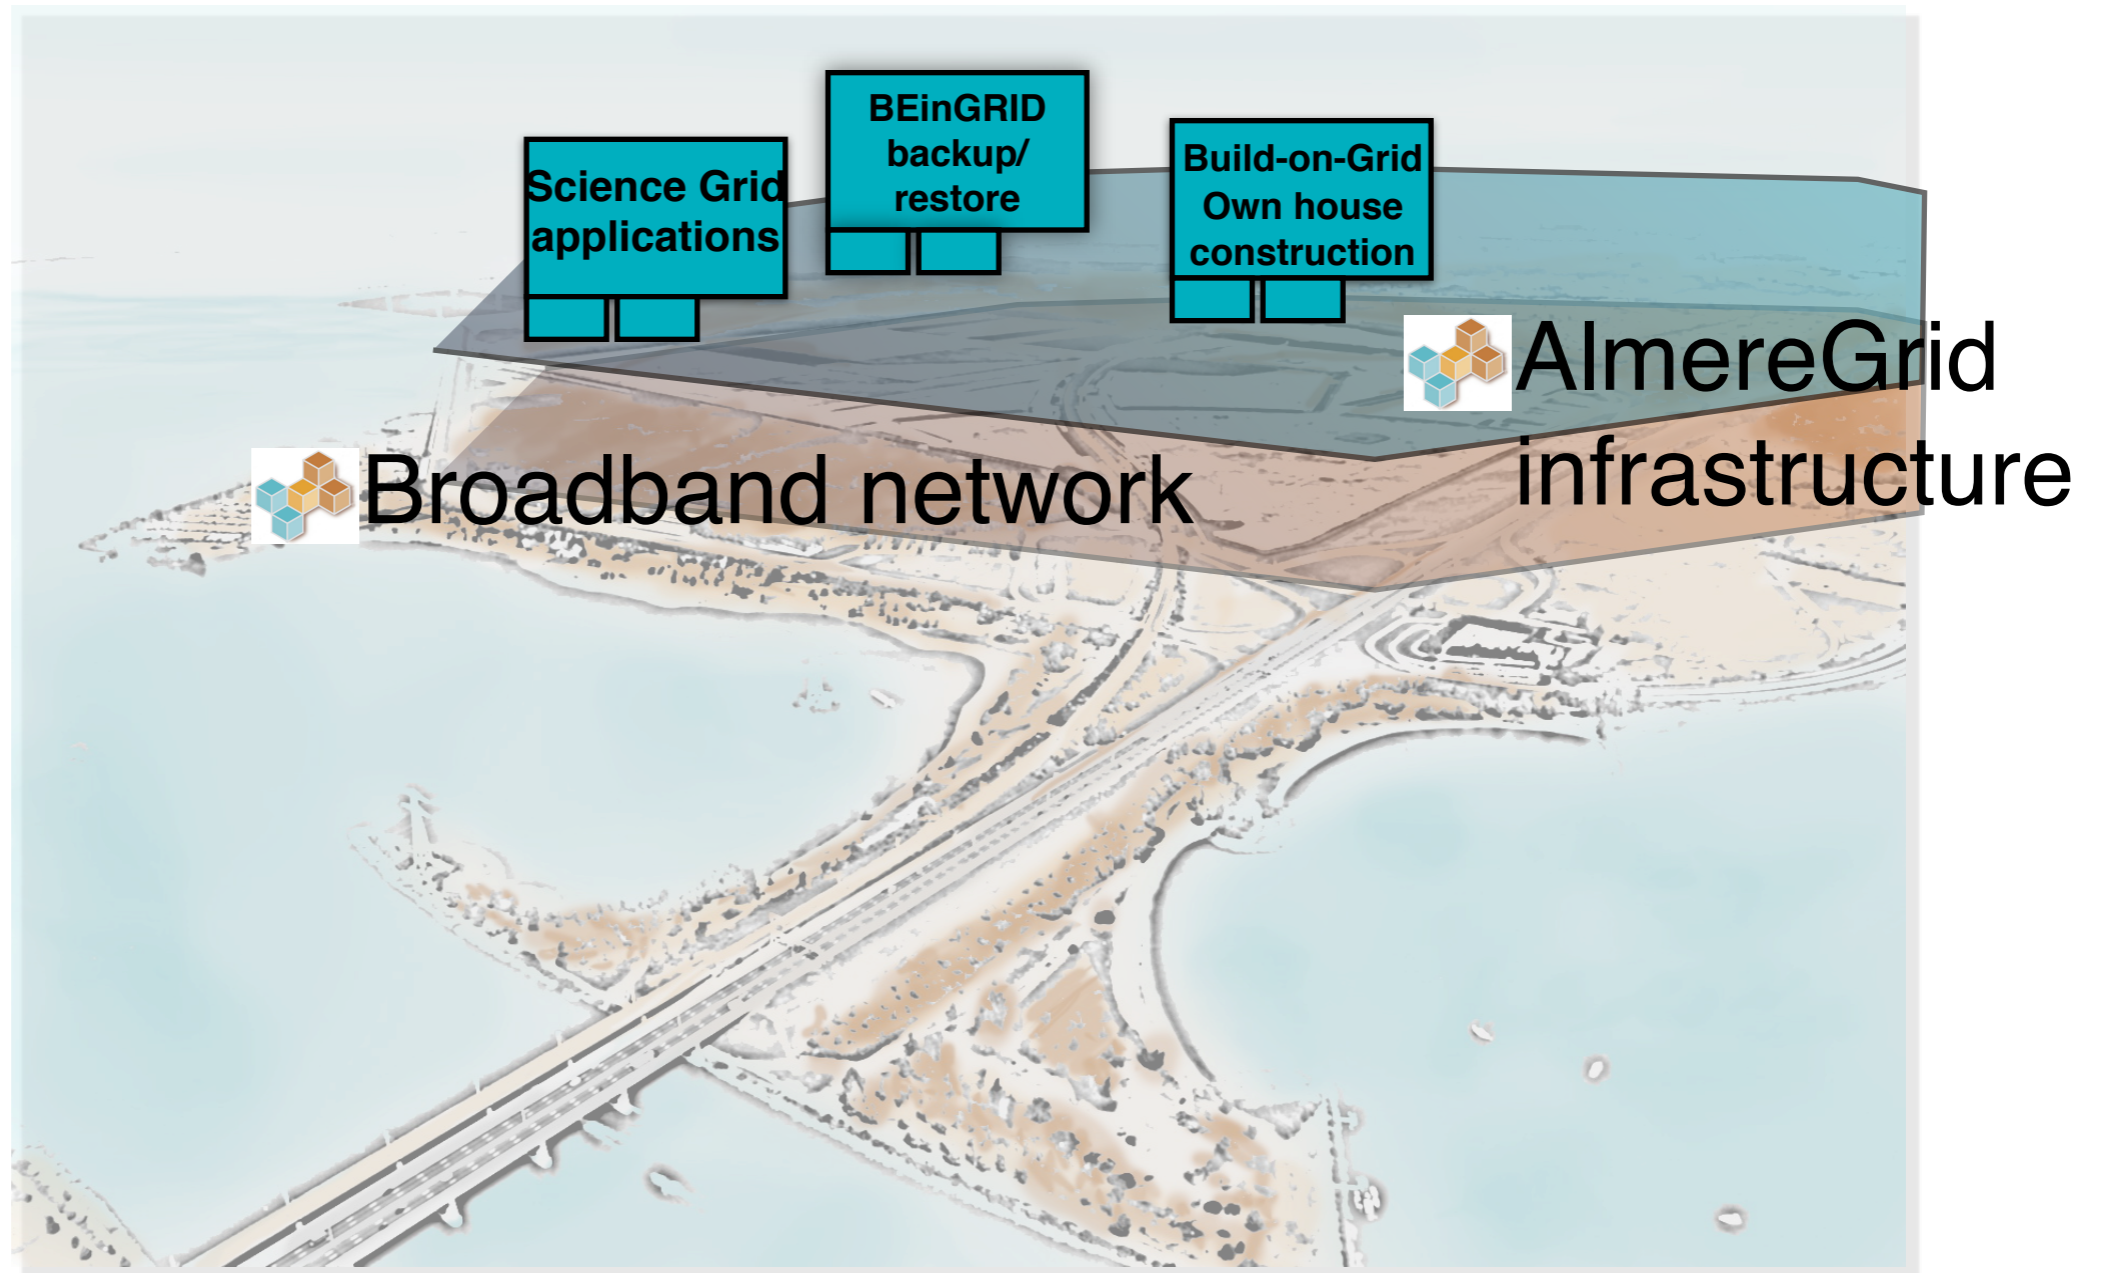 Science Grid
applications
BEinGRID
backup/
restore
Build-on-Grid
Own house
construction
AlmereGrid
infrastructure
Broadband network